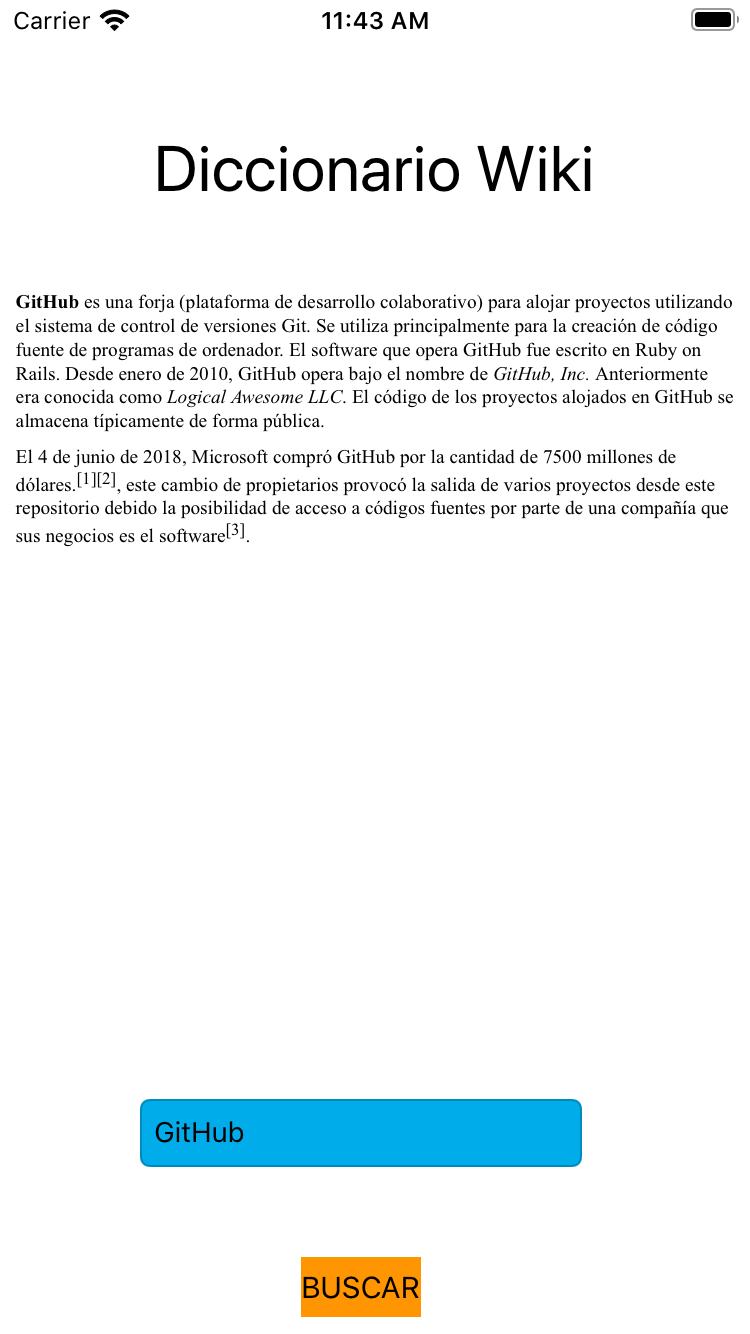 Carrier 11:43 AM
Diccionario Wiki
GitHub es una forja (plataforma de desarrollo colaborativo) para alojar proyectos utilizando
el sistema de control de versiones Git. Se utiliza principalmente para la creación de código
fuente de programas de ordenador. El software que opera GitHub fue escrito en Ruby on
Rails. Desde enero de 2010, GitHub opera bajo el nombre de GitHub, Inc. Anteriormente
era conocida como Logical Awesome LLC. El código de los proyectos alojados en GitHub se
almacena típicamente de forma pública.
El 4 de junio de 2018, Microsoft compró GitHub por la cantidad de 7500 millones de
dólares.[1][2], este cambio de propietarios provocó la salida de varios proyectos desde este
repositorio debido la posibilidad de acceso a códigos fuentes por parte de una compañía que
sus negocios es el software[3].
GitHub
BUSCAR